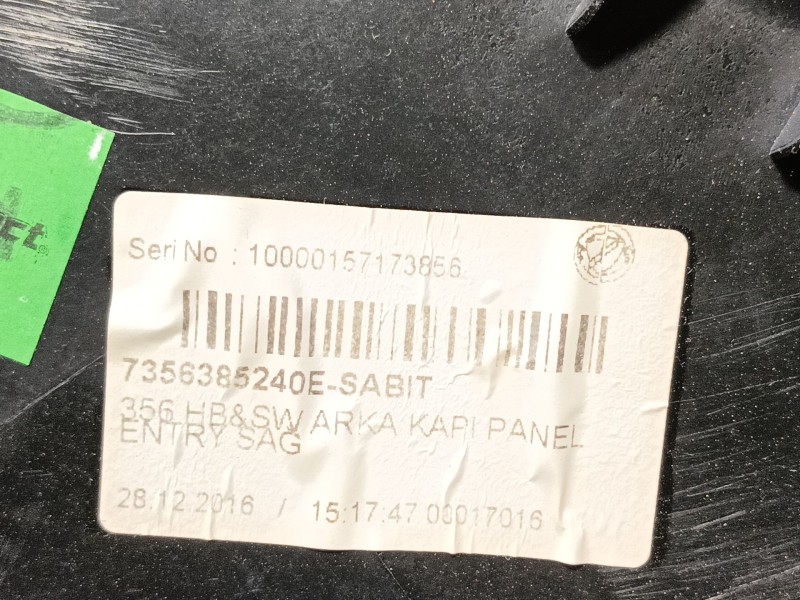 Seri No : 10000157173856
7356385240E-SABIT
356 HB&SW ARKA KAPI PANEL
ENTRY SAĞ
28.12.2016 / 15:17:47 00017016